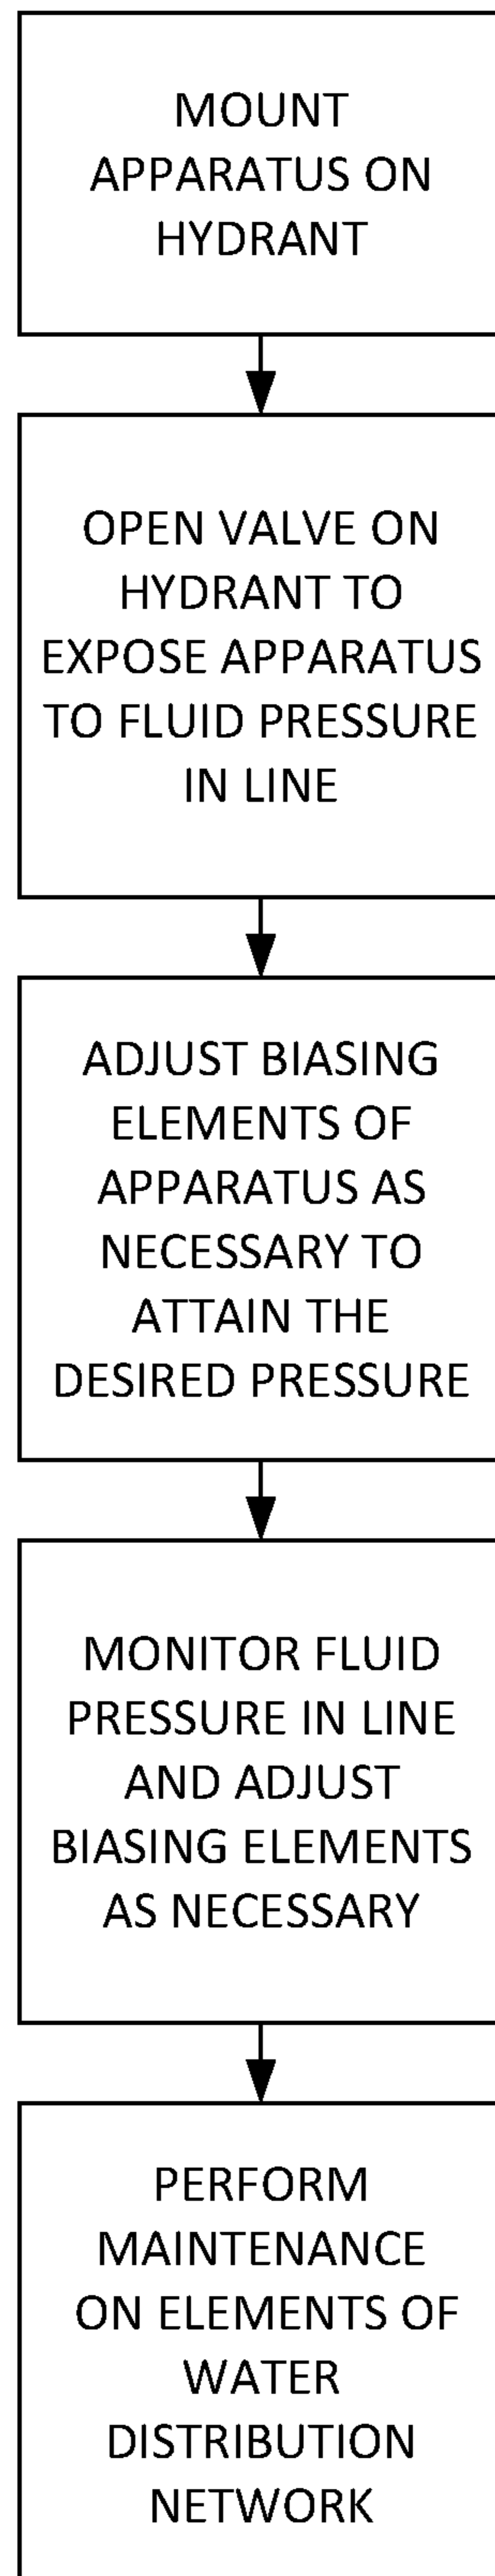 MOUNT
APPARATUS ON
HYDRANT
OPEN VALVE ON
HYDRANT TO
EXPOSE APPARATUS
TO FLUID PRESSURE
IN LINE
ADJUST BIASING
ELEMENTS OF
APPARATUS AS
NECESSARY TO
ATTAIN THE
DESIRED PRESSURE
MONITOR FLUID
PRESSURE IN LINE
AND ADJUST
BIASING ELEMENTS
AS NECESSARY
PERFORM
MAINTENANCE
ON ELEMENTS OF
WATER
DISTRIBUTION
NETWORK